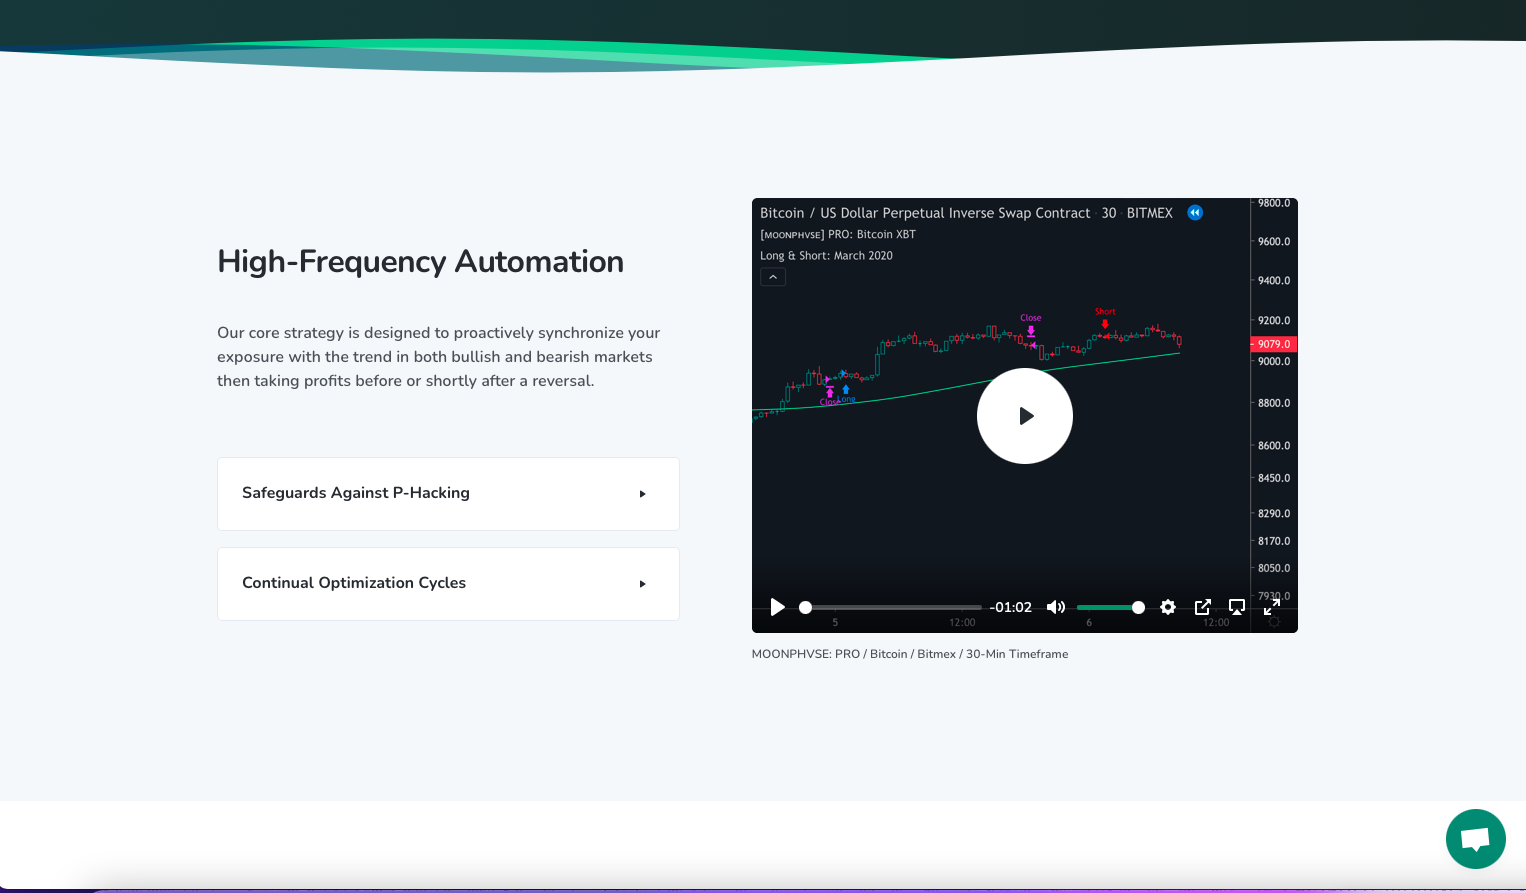 High-Frequency Automation
Our core strategy is designed to proactively synchronize your
exposure with the trend in both bullish and bearish markets
then taking profits before or shortly after a reversal.
Safeguards Against P-Hacking
Continual Optimization Cycles
Bitcoin / US Dollar Perpetual Inverse Swap Contract · 30 · BITMEX
[ᴍᴏᴏɴᴘʜᴠsᴇ] PRO: Bitcoin XBT
Long & Short: March 2020
Close
Short
Close
Long
9800.0
9600.0
9400.0
9200.0
9079.0
9000.0
8800.0
8600.0
8450.0
8290.0
8170.0
8050.0
7930.0
-01:02
5
12:00
6
12:00
MOONPHVSE: PRO / Bitcoin / Bitmex / 30-Min Timeframe